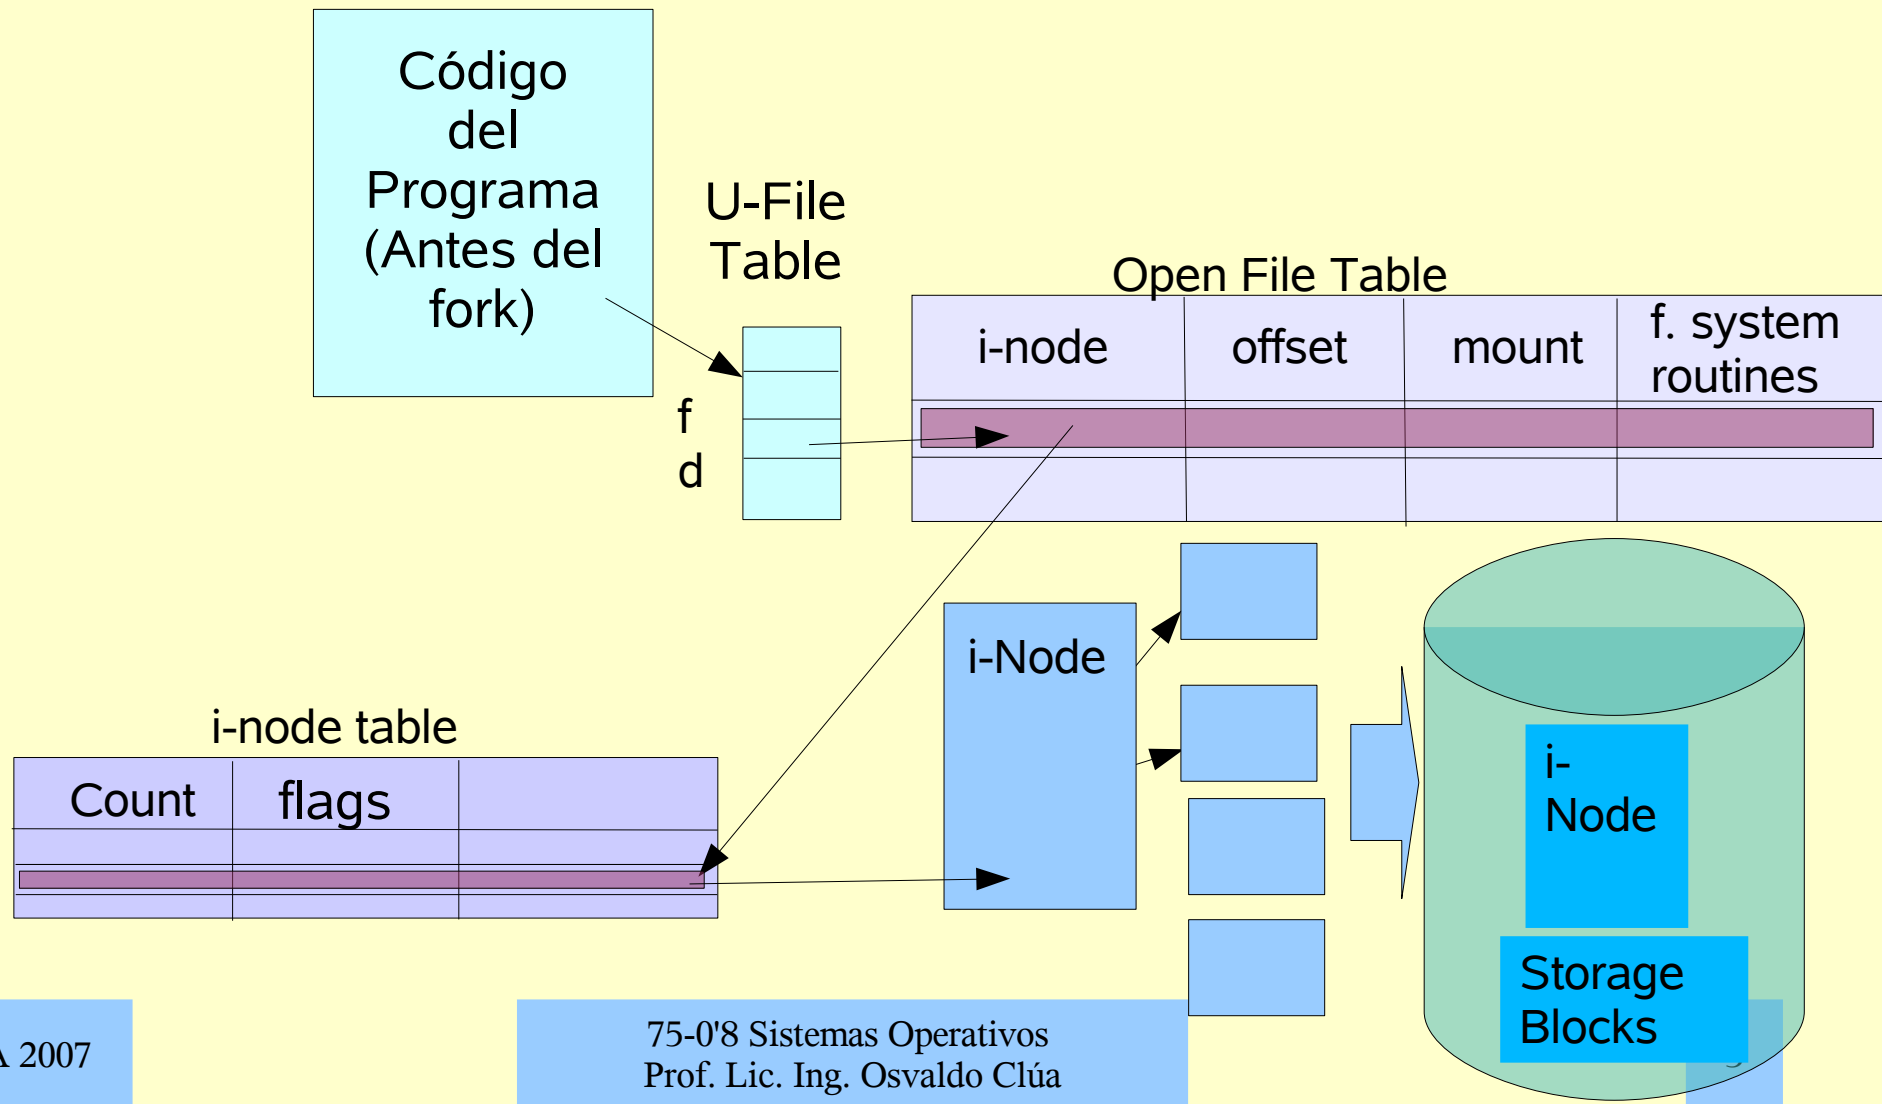 Código
del
Programa
(Antes del
fork)
U-File
Table
f
d
Open File Table
i-node
offset
mount
f. system
routines
i-Node
i-node table
Count
flags
i-
Node
Storage
Blocks
2007
75-0'8 Sistemas Operativos
Prof. Lic. Ing. Osvaldo Clúa